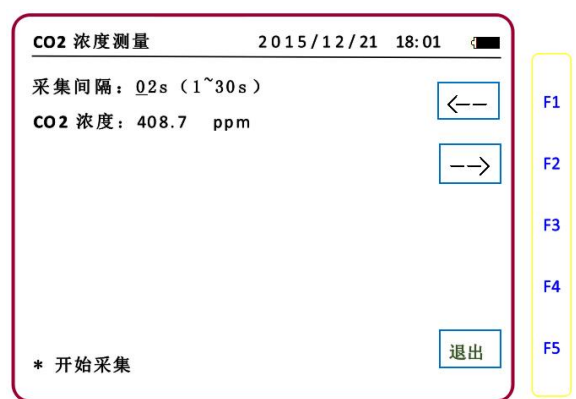 CO2 浓度测量 2015/12/21 18:01
采集间隔：02s（1~30s）
CO2 浓度：408.7 ppm
<--
-->
* 开始采集
退出
F1
F2
F3
F4
F5